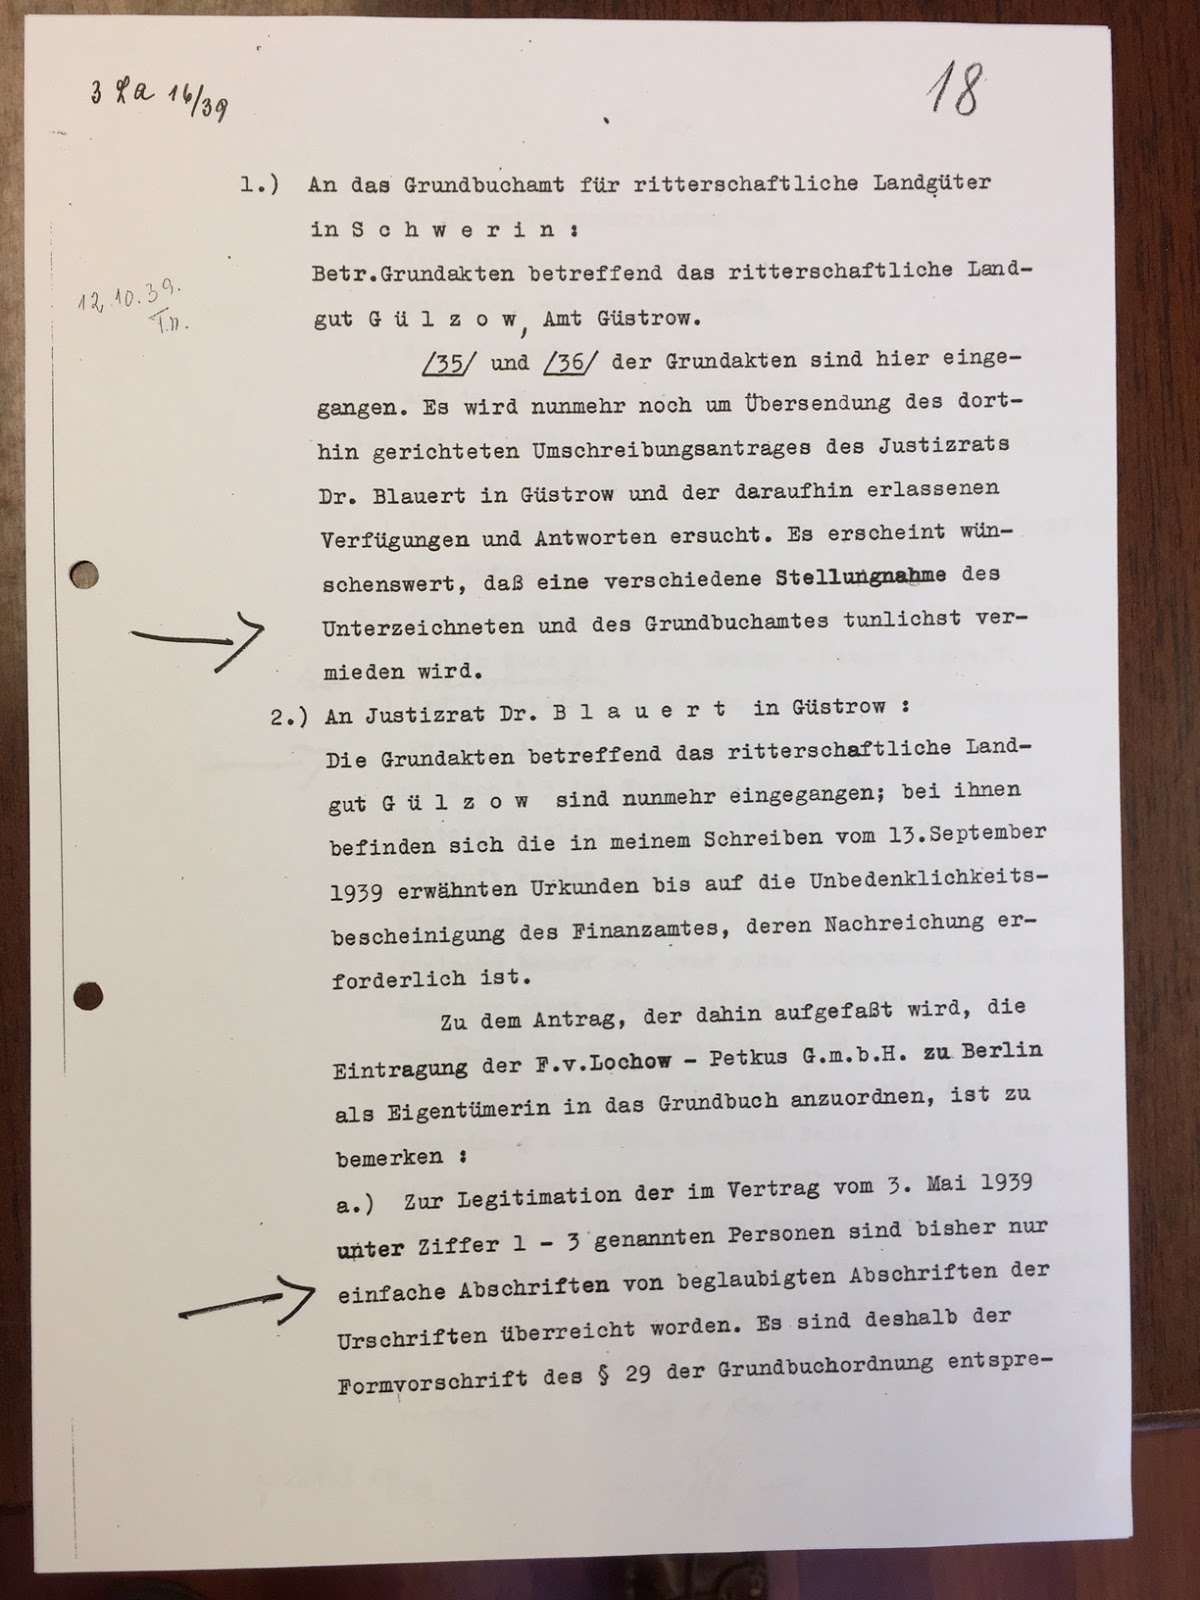 3 La 16/39
18
1.) An das Grundbuchamt für ritterschaftliche Landgüter
in S c h w e r i n :
Betr.Grundakten betreffend das ritterschaftliche Land-
12.10.39.
gut G ü l z o w, Amt Güstrow.
/35/ und /36/ der Grundakten sind hier einge-
gangen. Es wird nunmehr noch um Übersendung des dort-
hin gerichteten Umschreibungsantrages des Justizrats
Dr. Blauert in Güstrow und der daraufhin erlassenen
Verfügungen und Antworten ersucht. Es erscheint wün-
schenswert, daß eine verschiedene Stellungnahme des
Unterzeichneten und des Grundbuchamtes tunlichst ver-
mieden wird.
2.) An Justizrat Dr. B l a u e r t in Güstrow :
Die Grundakten betreffend das ritterschaftliche Land-
gut G ü l z o w sind nunmehr eingegangen; bei ihnen
befinden sich die in meinem Schreiben vom 13.September
1939 erwähnten Urkunden bis auf die Unbedenklichkeits-
bescheinigung des Finanzamtes, deren Nachreichung er-
forderlich ist.
Zu dem Antrag, der dahin aufgefaßt wird, die
Eintragung der F.v.Lochow - Petkus G.m.b.H. zu Berlin
als Eigentümerin in das Grundbuch anzuordnen, ist zu
bemerken :
a.) Zur Legitimation der im Vertrag vom 3. Mai 1939
unter Ziffer 1 - 3 genannten Personen sind bisher nur
einfache Abschriften von beglaubigten Abschriften der
Urschriften überreicht worden. Es sind deshalb der
Formvorschrift des § 29 der Grundbuchordnung entspre-